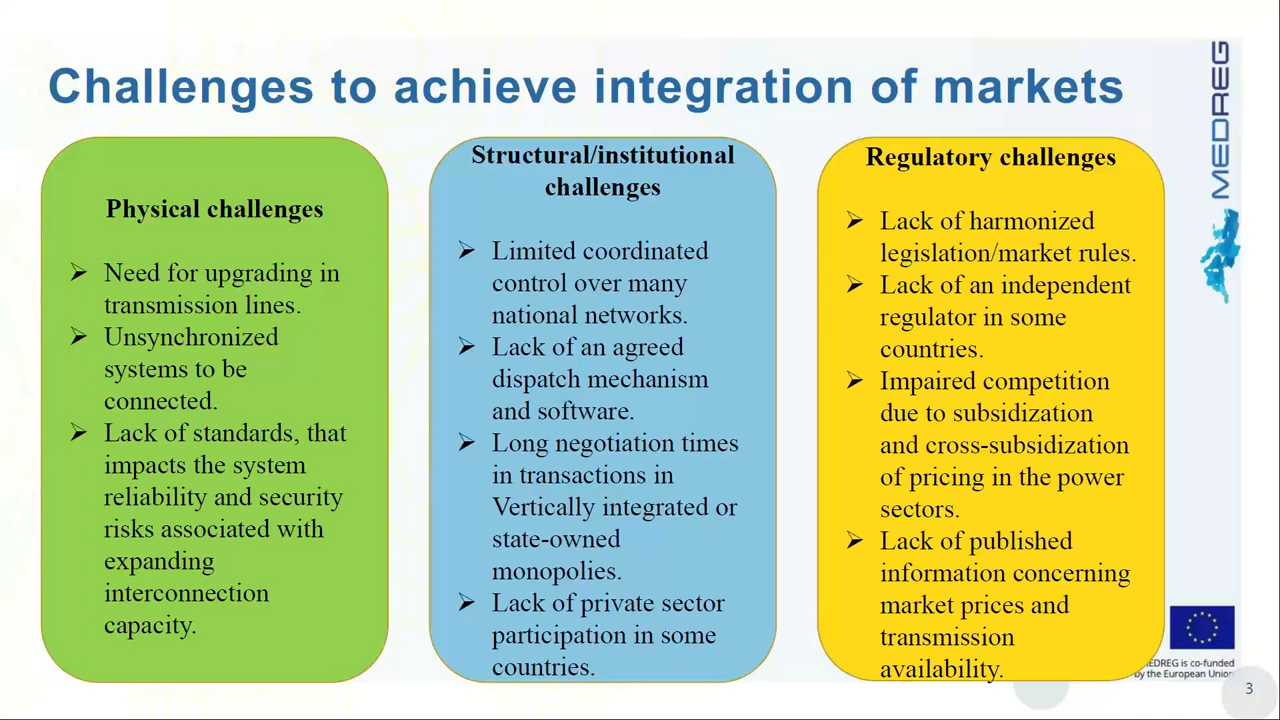 Challenges to achieve integration of markets
Physical challenges
➢ Need for upgrading in
transmission lines.
➢ Unsynchronized
systems to be
connected.
➢ Lack of standards, that
impacts the system
reliability and security
risks associated with
expanding
interconnection
capacity.
Structural/institutional
challenges
➢ Limited coordinated
control over many
national networks.
➢ Lack of an agreed
dispatch mechanism
and software.
➢ Long negotiation times
in transactions in
Vertically integrated or
state-owned
monopolies.
➢ Lack of private sector
participation in some
countries.
Regulatory challenges
➢ Lack of harmonized
legislation/market rules.
➢ Lack of an independent
regulator in some
countries.
➢ Impaired competition
due to subsidization
and cross-subsidization
of pricing in the power
sectors.
➢ Lack of published
information concerning
market prices and
transmission
availability.
MEDREG
EDREG is co-funded
by the European Union
3